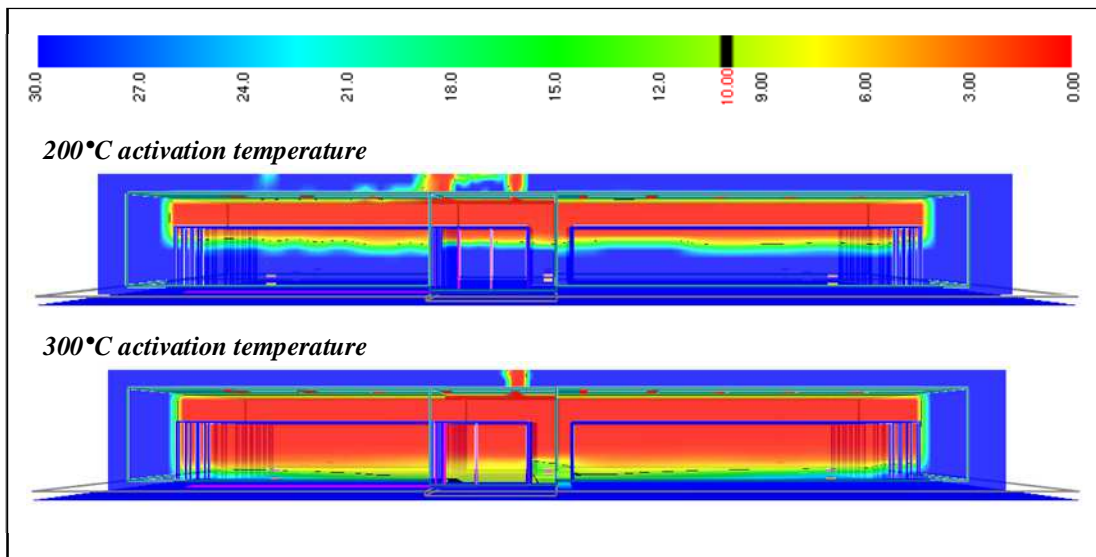 30.0 27.0 24.0 21.0 18.0 15.0 12.0 10.00 9.00 6.00 3.00 0.00
200°C activation temperature
300°C activation temperature